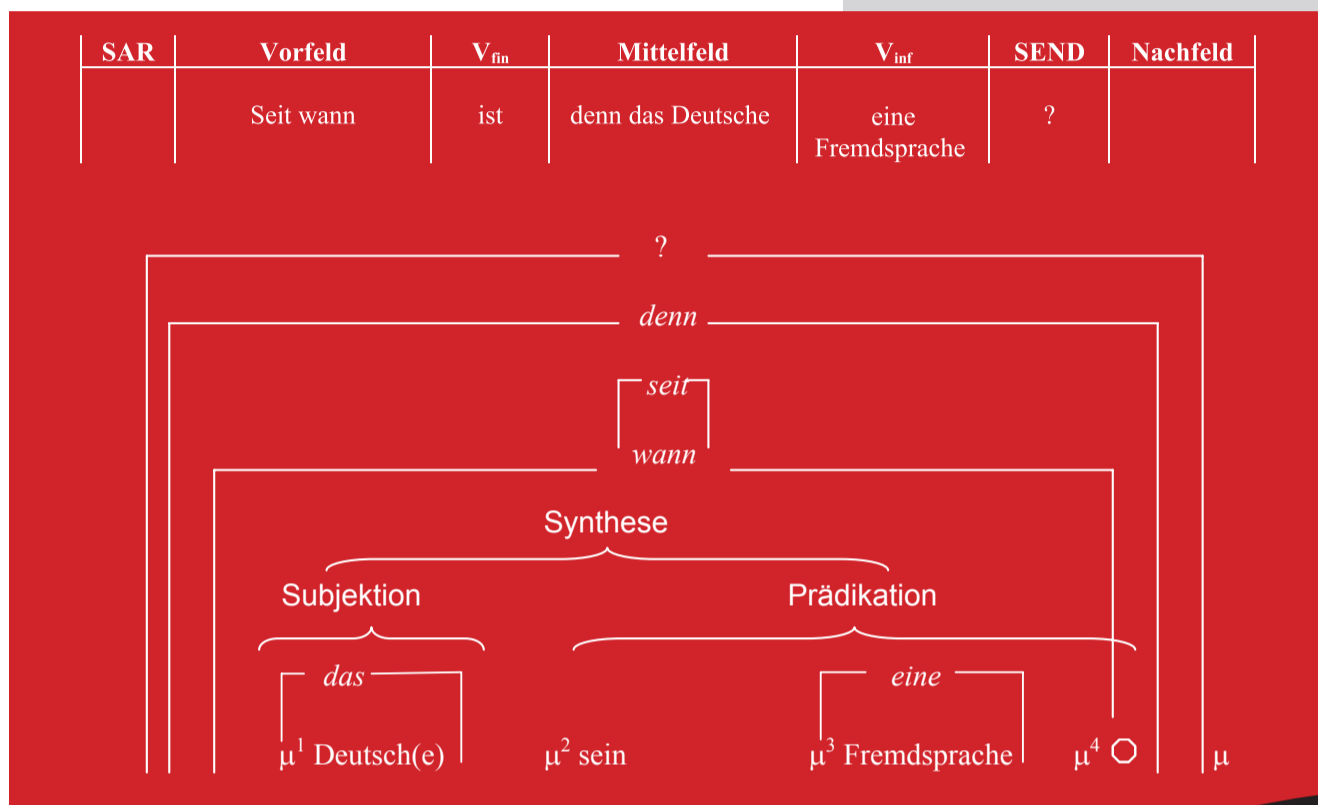 SAR Vorfeld Vfin Mittelfeld Vinf SEND Nachfeld
Seit wann ist denn das Deutsche eine Fremdsprache ?
?
denn
seit
wann
Synthese
Subjektion Prädikation
das eine
μ¹ Deutsch(e) μ² sein μ³ Fremdsprache μ⁴ μ